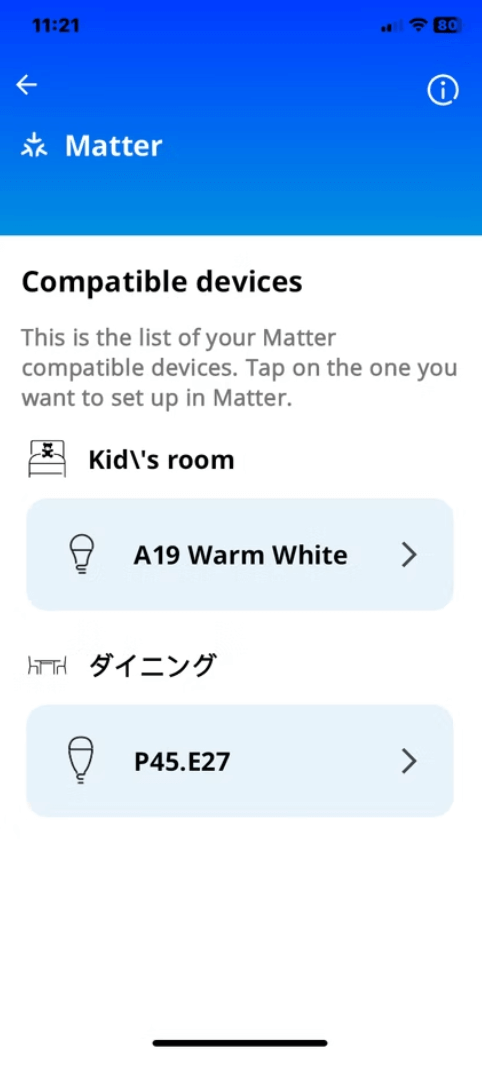 11:21
80
Matter
Compatible devices
This is the list of your Matter
compatible devices. Tap on the one you
want to set up in Matter.
Kid\'s room
A19 Warm White
ダイニング
P45.E27